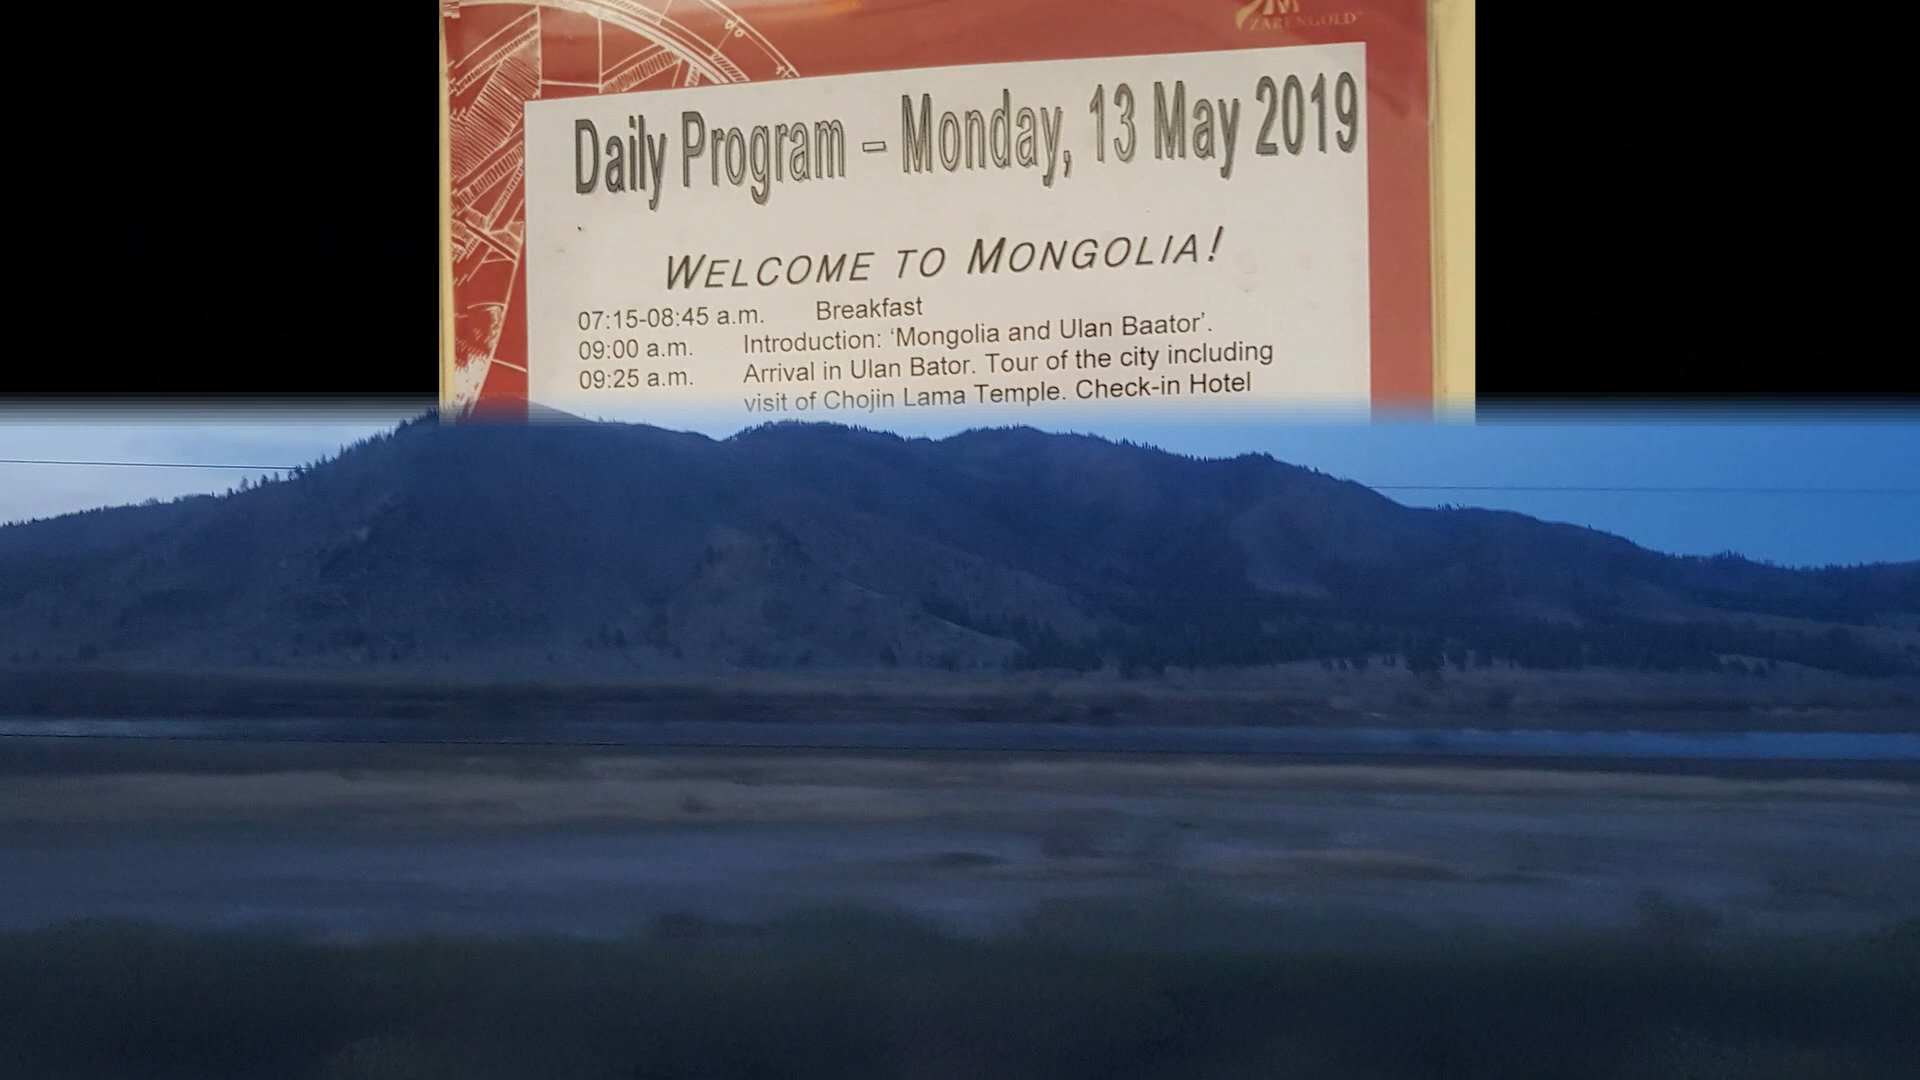 ZARENGOLD
Daily Program – Monday, 13 May 2019
WELCOME TO MONGOLIA!
07:15-08:45 a.m. Breakfast
09:00 a.m. Introduction: ‘Mongolia and Ulan Baator’.
09:25 a.m. Arrival in Ulan Bator. Tour of the city including
visit of Chojin Lama Temple. Check-in Hotel